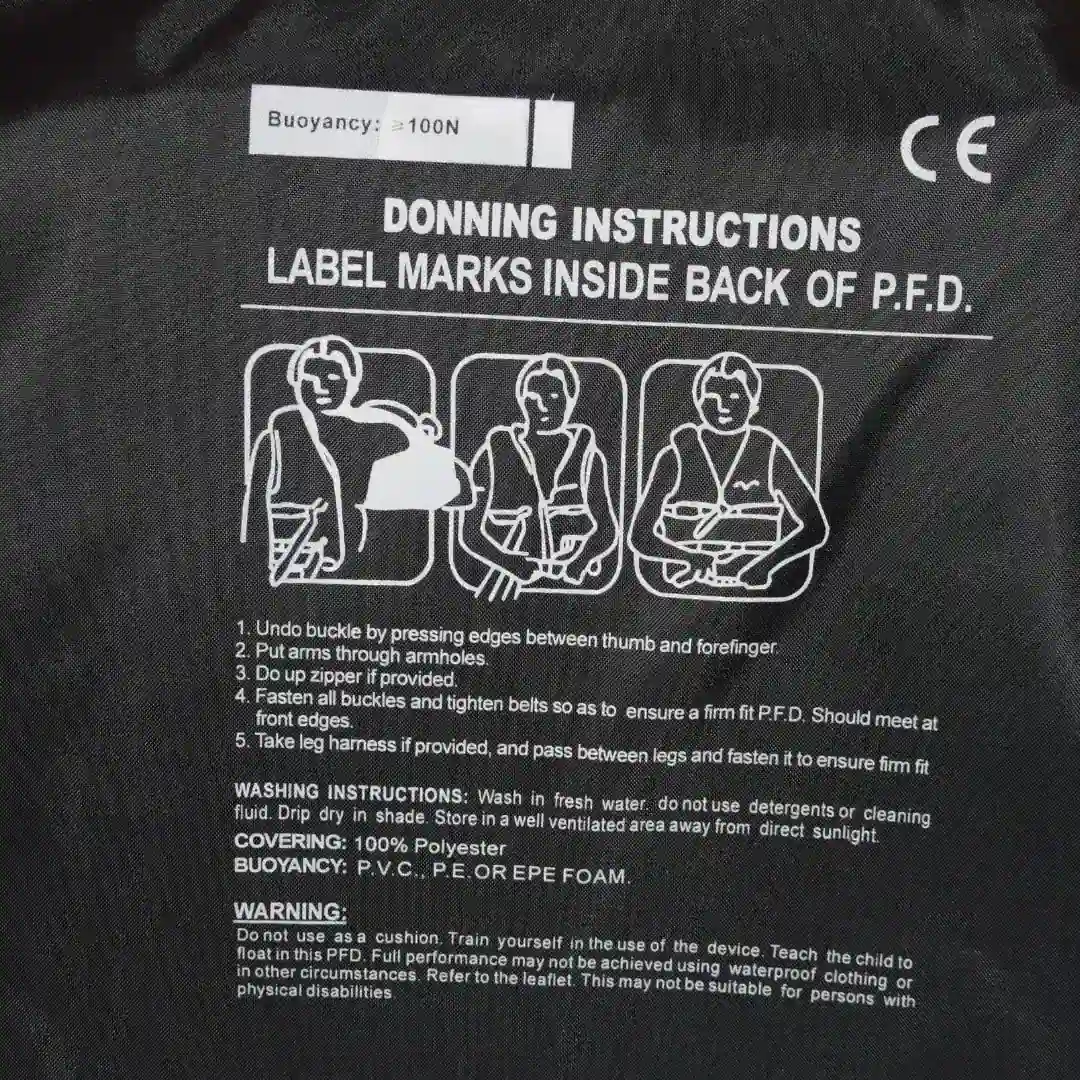 Buoyancy: ≥100N
CE
DONNING INSTRUCTIONS
LABEL MARKS INSIDE BACK OF P.F.D.
1. Undo buckle by pressing edges between thumb and forefinger.
2. Put arms through armholes.
3. Do up zipper if provided.
4. Fasten all buckles and tighten belts so as to ensure a firm fit P.F.D. Should meet at
front edges.
5. Take leg harness if provided, and pass between legs and fasten it to ensure firm fit
WASHING INSTRUCTIONS: Wash in fresh water. do not use detergents or cleaning
fluid. Drip dry in shade. Store in a well ventilated area away from direct sunlight.
COVERING: 100% Polyester
BUOYANCY: P.V.C., P.E.OR EPE FOAM.
WARNING:
Do not use as a cushion. Train yourself in the use of the device. Teach the child to
float in this PFD. Full performance may not be achieved using waterproof clothing or
in other circumstances. Refer to the leaflet. This may not be suitable for persons with
physical disabilities.